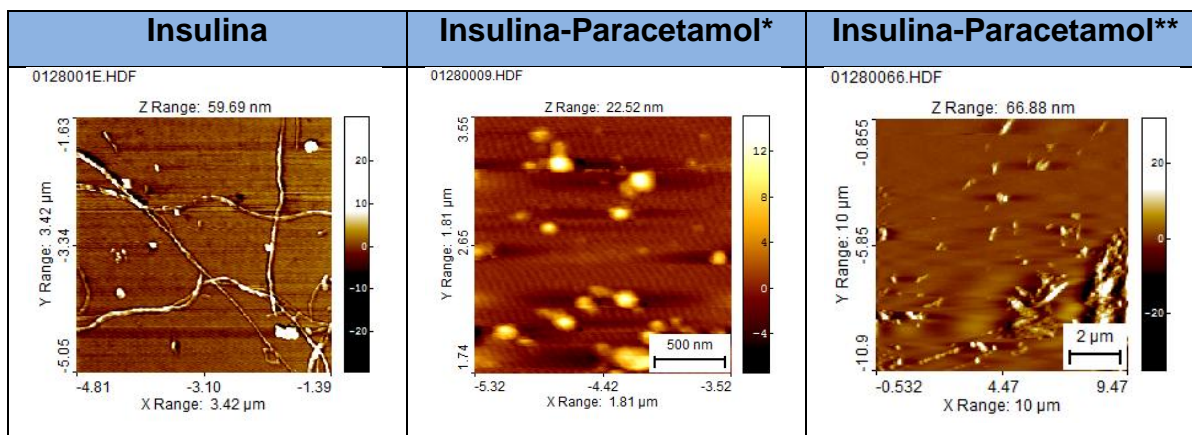 Insulina
Insulina-Paracetamol*
Insulina-Paracetamol**
0128001E.HDF
Z Range: 59.69 nm
-1.63
-3.34
-5.05
Y Range: 3.42 µm
-4.81 -3.10 -1.39
X Range: 3.42 µm
20
10
0
-10
-20
01280009.HDF
Z Range: 22.52 nm
3.55
2.65
1.74
Y Range: 1.81 µm
500 nm
-5.32 -4.42 -3.52
X Range: 1.81 µm
12
8
4
0
-4
01280066.HDF
Z Range: 66.88 nm
-0.855
-5.85
-10.9
Y Range: 10 µm
2 µm
-0.532 4.47 9.47
X Range: 10 µm
20
0
-20